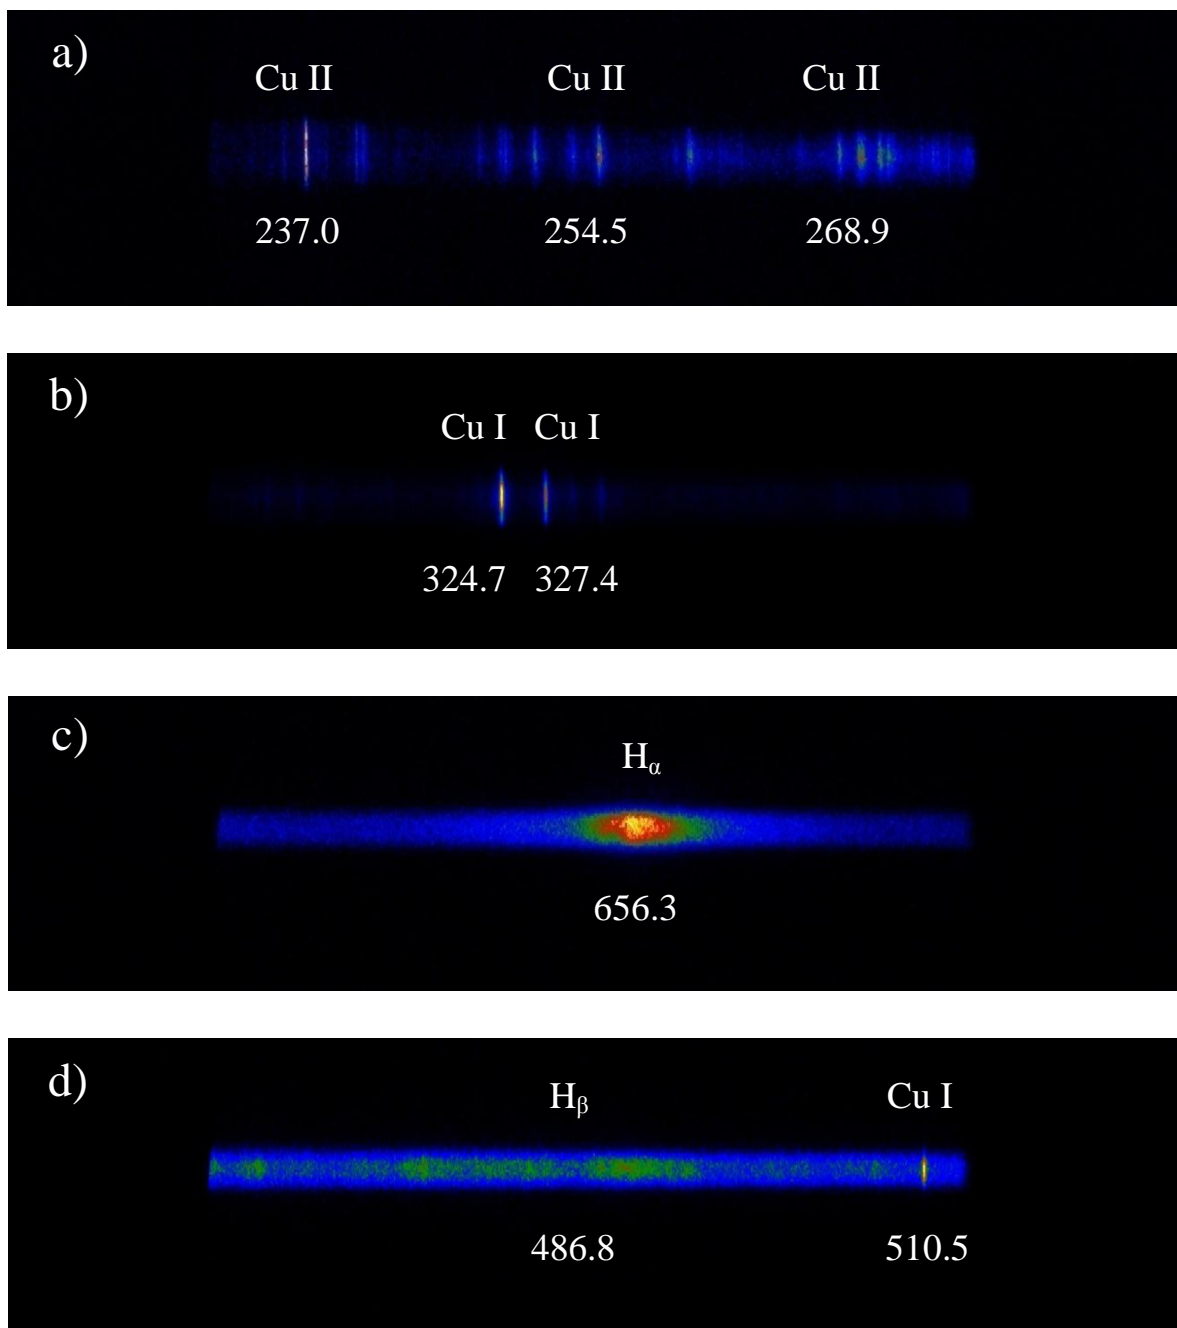 a)
Cu II Cu II Cu II
237.0 254.5 268.9
b)
Cu I Cu I
324.7 327.4
c)
Hα
656.3
d)
Hβ Cu I
486.8 510.5